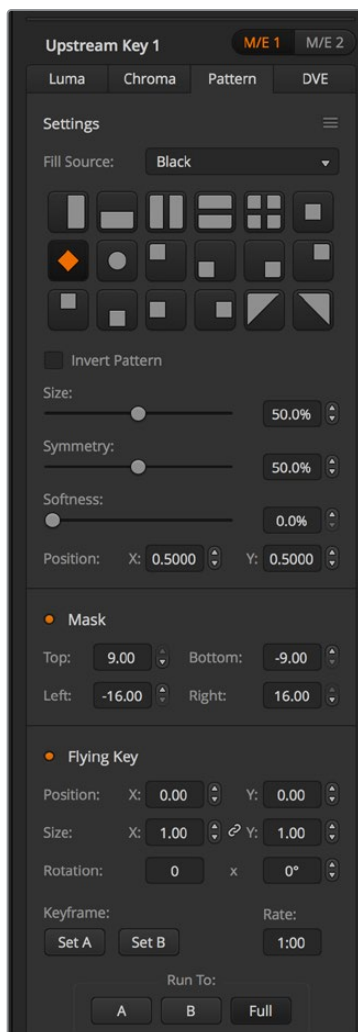 Upstream Key 1 M/E 1 M/E 2
Luma Chroma Pattern DVE
Settings
Fill Source: Black
Invert Pattern
Size:
50.0%
Symmetry:
50.0%
Softness:
0.0%
Position: X: 0.5000 Y: 0.5000
Mask
Top: 9.00 Bottom: -9.00
Left: -16.00 Right: 16.00
Flying Key
Position: X: 0.00 Y: 0.00
Size: X: 1.00 Y: 1.00
Rotation: 0 x 0°
Keyframe: Rate:
Set A Set B 1:00
Run To:
A B Full